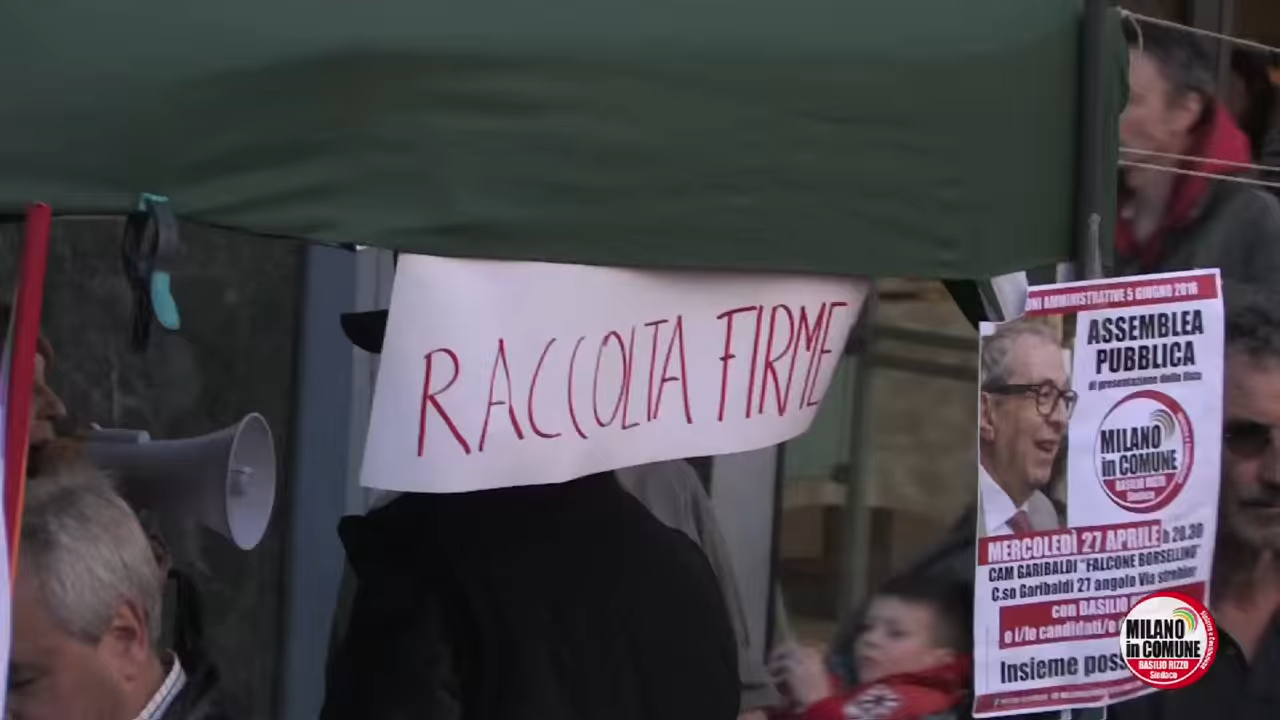 RACCOLTA FIRME
ONI AMMINISTRATIVE 5 GIUGNO 2016
ASSEMBLEA
PUBBLICA
di presentazione della lista
MILANO
in COMUNE
BASILIO RIZZO
Sindaco
MERCOLEDÌ 27 APRILE h 20.30
CAM GARIBALDI "FALCONE BORSELLINO"
C.so Garibaldi 27 angolo Via
con BASILIO
o i/le candidati/e
Insieme poss
MILANO
in COMUNE
BASILIO RIZZO
Sindaco